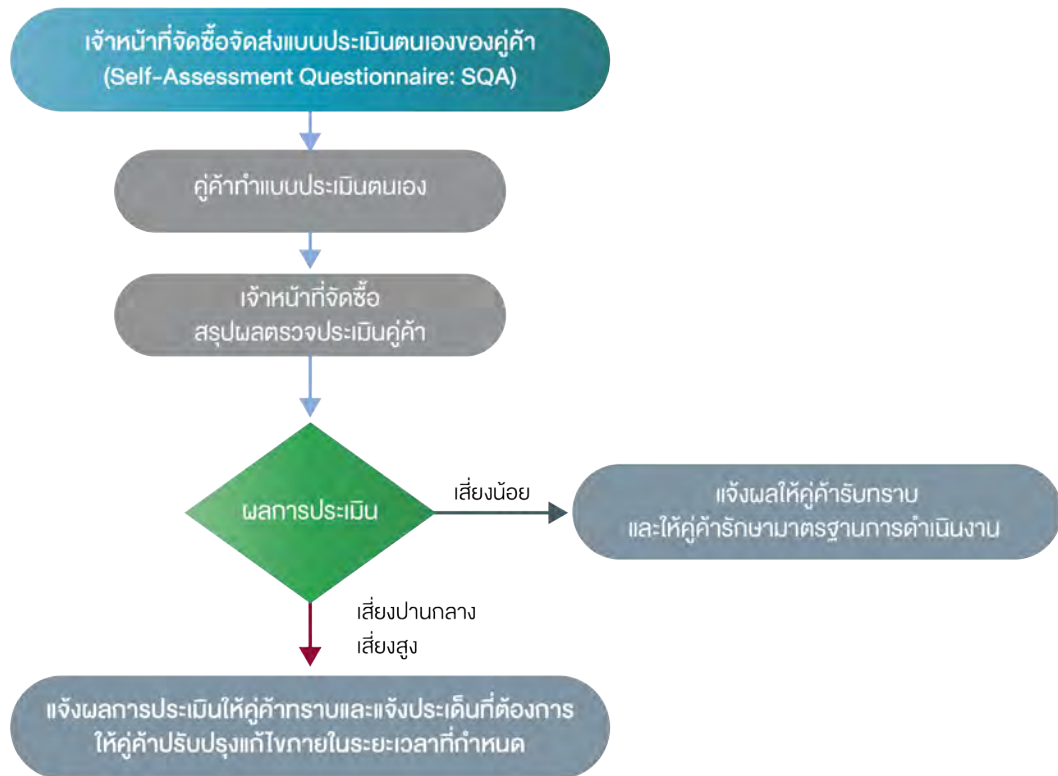 เจ้าหน้าที่จัดซื้อจัดส่งแบบประเมินตนเองของคู่ค้า
(Self-Assessment Questionnaire: SQA)
คู่ค้าทำแบบประเมินตนเอง
เจ้าหน้าที่จัดซื้อ
สรุปผลตรวจประเมินคู่ค้า
ผลการประเมิน
เสี่ยงน้อย
แจ้งผลให้คู่ค้ารับทราบ
และให้คู่ค้ารักษามาตรฐานการดำเนินงาน
เสี่ยงปานกลาง
เสี่ยงสูง
แจ้งผลการประเมินให้คู่ค้าทราบและแจ้งประเด็นที่ต้องการ
ให้คู่ค้าปรับปรุงแก้ไขภายในระยะเวลาที่กำหนด